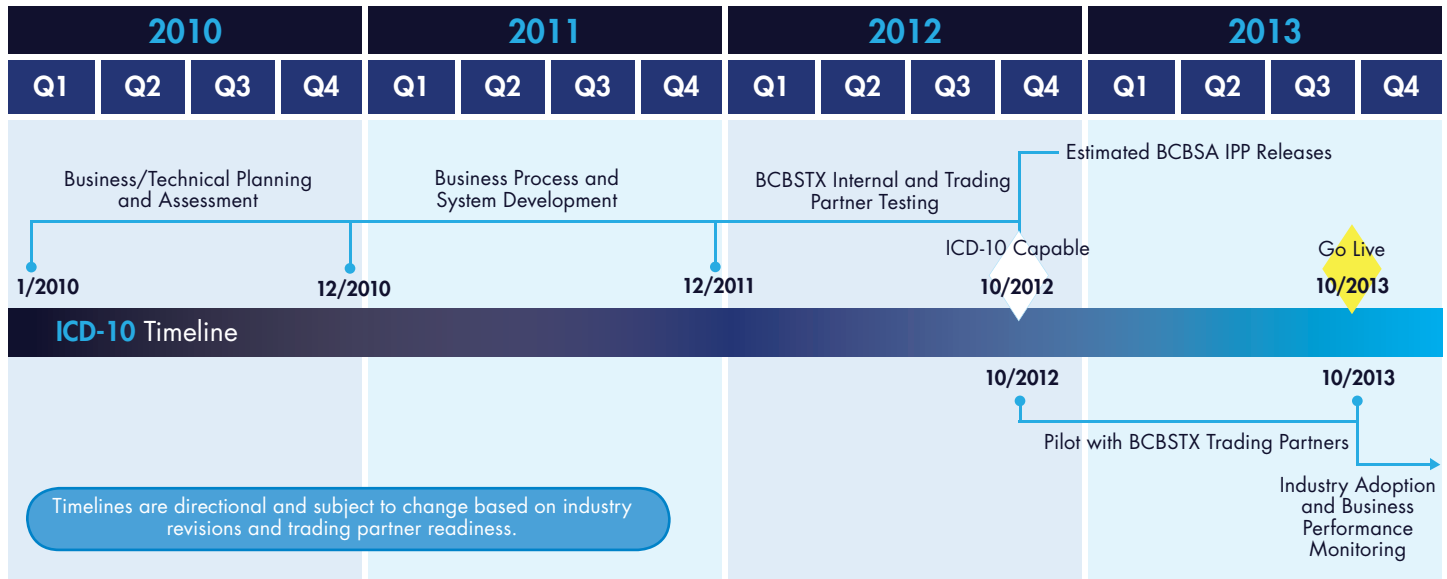 2010
2011
2012
2013
Q1 Q2 Q3 Q4 Q1 Q2 Q3 Q4 Q1 Q2 Q3 Q4 Q1 Q2 Q3 Q4
Business/Technical Planning
and Assessment
Business Process and
System Development
BCBSTX Internal and Trading
Partner Testing
Estimated BCBSA IPP Releases
ICD-10 Capable
Go Live
1/2010
12/2010
12/2011
10/2012
10/2013
ICD-10 Timeline
10/2012
10/2013
Pilot with BCBSTX Trading Partners
Industry Adoption
and Business
Performance
Monitoring
Timelines are directional and subject to change based on industry
revisions and trading partner readiness.